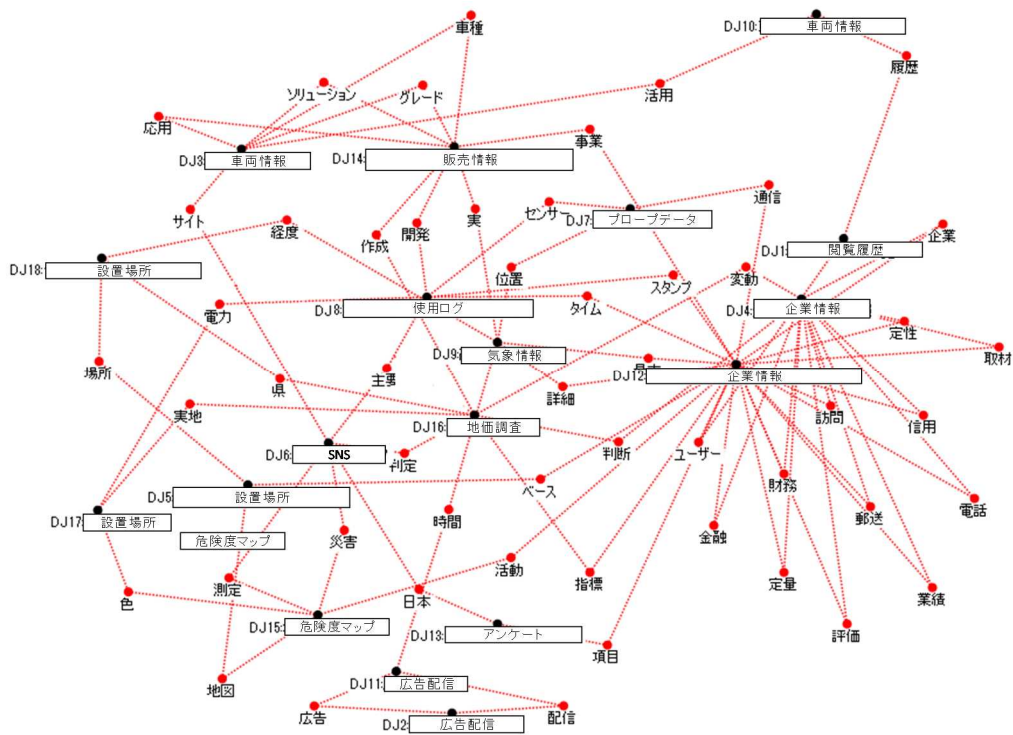 車種
DJ10: 車両情報
履歴
ソリューション
グレード
活用
応用
事業
DJ3: 車両情報
DJ14: 販売情報
通信
サイト
経度
作成
開発
実
センサー
DJ7: プローブデータ
企業
DJ1: 閲覧履歴
DJ18: 設置場所
位置
スタンプ
変動
電力
DJ8: 使用ログ
タイム
DJ4: 企業情報
定性
DJ9: 気象情報
取材
場所
県
主要
詳細
DJ12: 企業情報
実地
DJ16: 地価調査
訪問
信用
DJ6: SNS
判定
判断
ユーザー
DJ5: 設置場所
ベース
財務
DJ17: 設置場所
時間
郵送
電話
危険度マップ
災害
金融
測定
活動
指標
定量
色
日本
業績
DJ15: 危険度マップ
DJ13: アンケート
評価
項目
地図
DJ11: 広告配信
広告
配信
DJ2: 広告配信